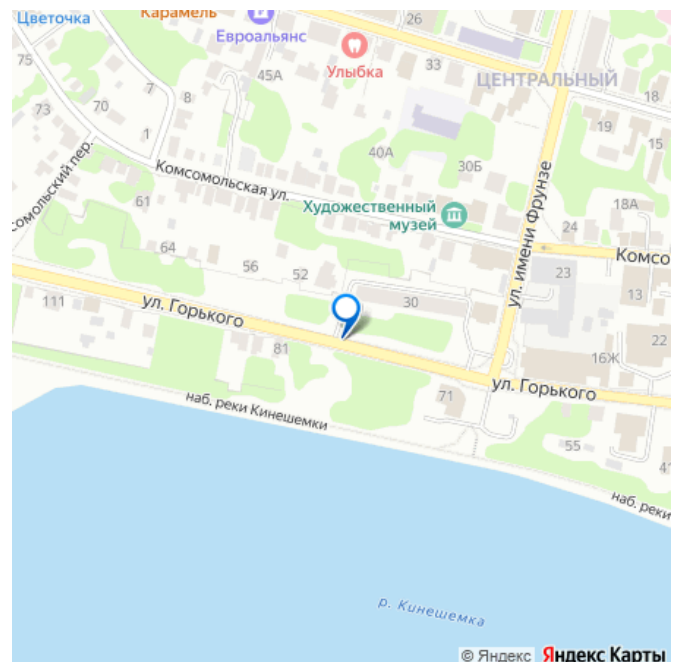 Карамель
Цветочка
Евроальянс
75
45А
Улыбка
33
ЦЕНТРАЛЬНЫЙ
73
70
7
8
18
19
15
1
40А
30Б
Комсомольская ул.
сомольский пер.
61
Художественный
музей
18А
24
ул. имени Фрунзе
Комсо
64
56
52
23
13
30
111
ул. Горького
22
16Ж
81
ул. Горького
71
наб. реки Кинешемки
55
41
наб. реки
р. Кинешемка
© Яндекс Яндекс Карты